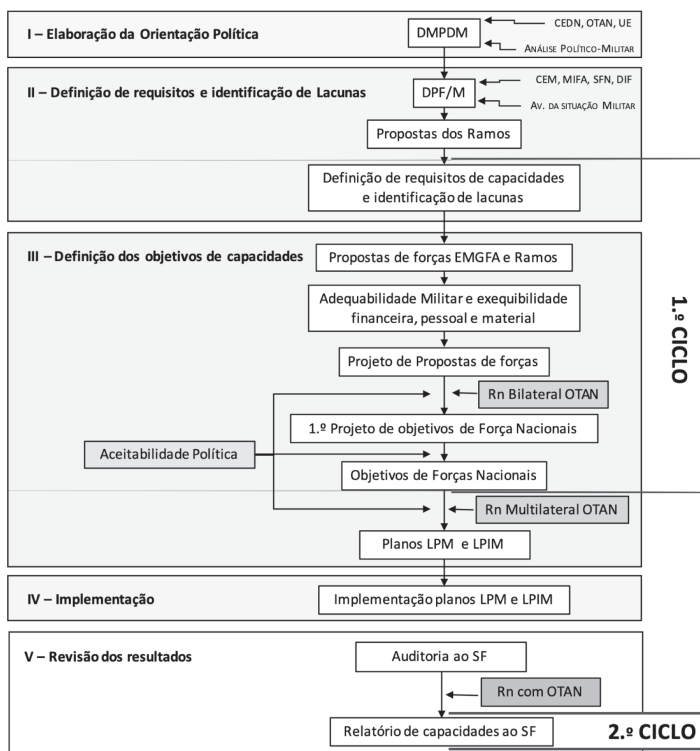 I – Elaboração da Orientação Política
DMPDM
CEDN, OTAN, UE
ANÁLISE POLÍTICO-MILITAR
II – Definição de requisitos e identificação de Lacunas
DPF/M
CEM, MIFA, SFN, DIF
AV. DA SITUAÇÃO MILITAR
Propostas dos Ramos
Definição de requisitos de capacidades
e identificação de lacunas
III – Definição dos objetivos de capacidades
Propostas de forças EMGFA e Ramos
Adequabilidade Militar e exequibilidade
financeira, pessoal e material
Projeto de Propostas de forças
Rn Bilateral OTAN
1.º Projeto de objetivos de Força Nacionais
Aceitabilidade Política
Objetivos de Forças Nacionais
Rn Multilateral OTAN
Planos LPM e LPIM
1.º CICLO
IV – Implementação
Implementação planos LPM e LPIM
V – Revisão dos resultados
Auditoria ao SF
Rn com OTAN
Relatório de capacidades ao SF
2.º CICLO